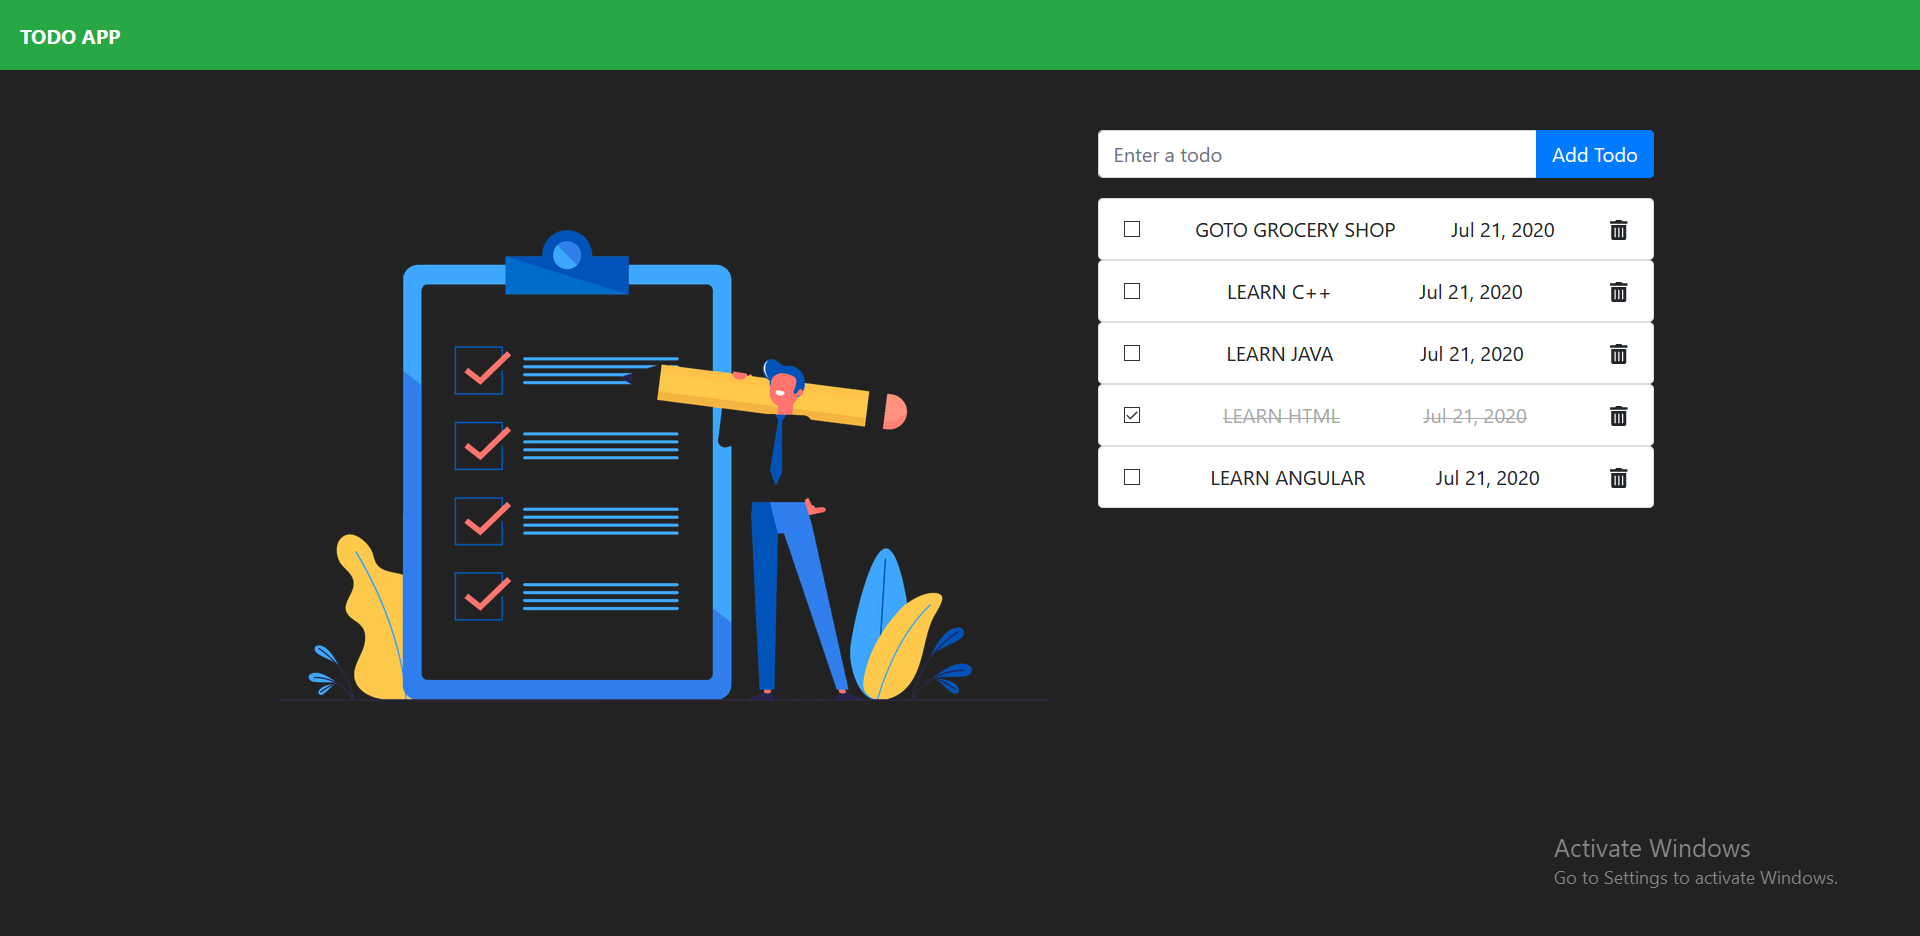 TODO APP
Enter a todo Add Todo
GOTO GROCERY SHOP Jul 21, 2020
LEARN C++ Jul 21, 2020
LEARN JAVA Jul 21, 2020
LEARN HTML Jul 21, 2020
LEARN ANGULAR Jul 21, 2020
Activate Windows
Go to Settings to activate Windows.